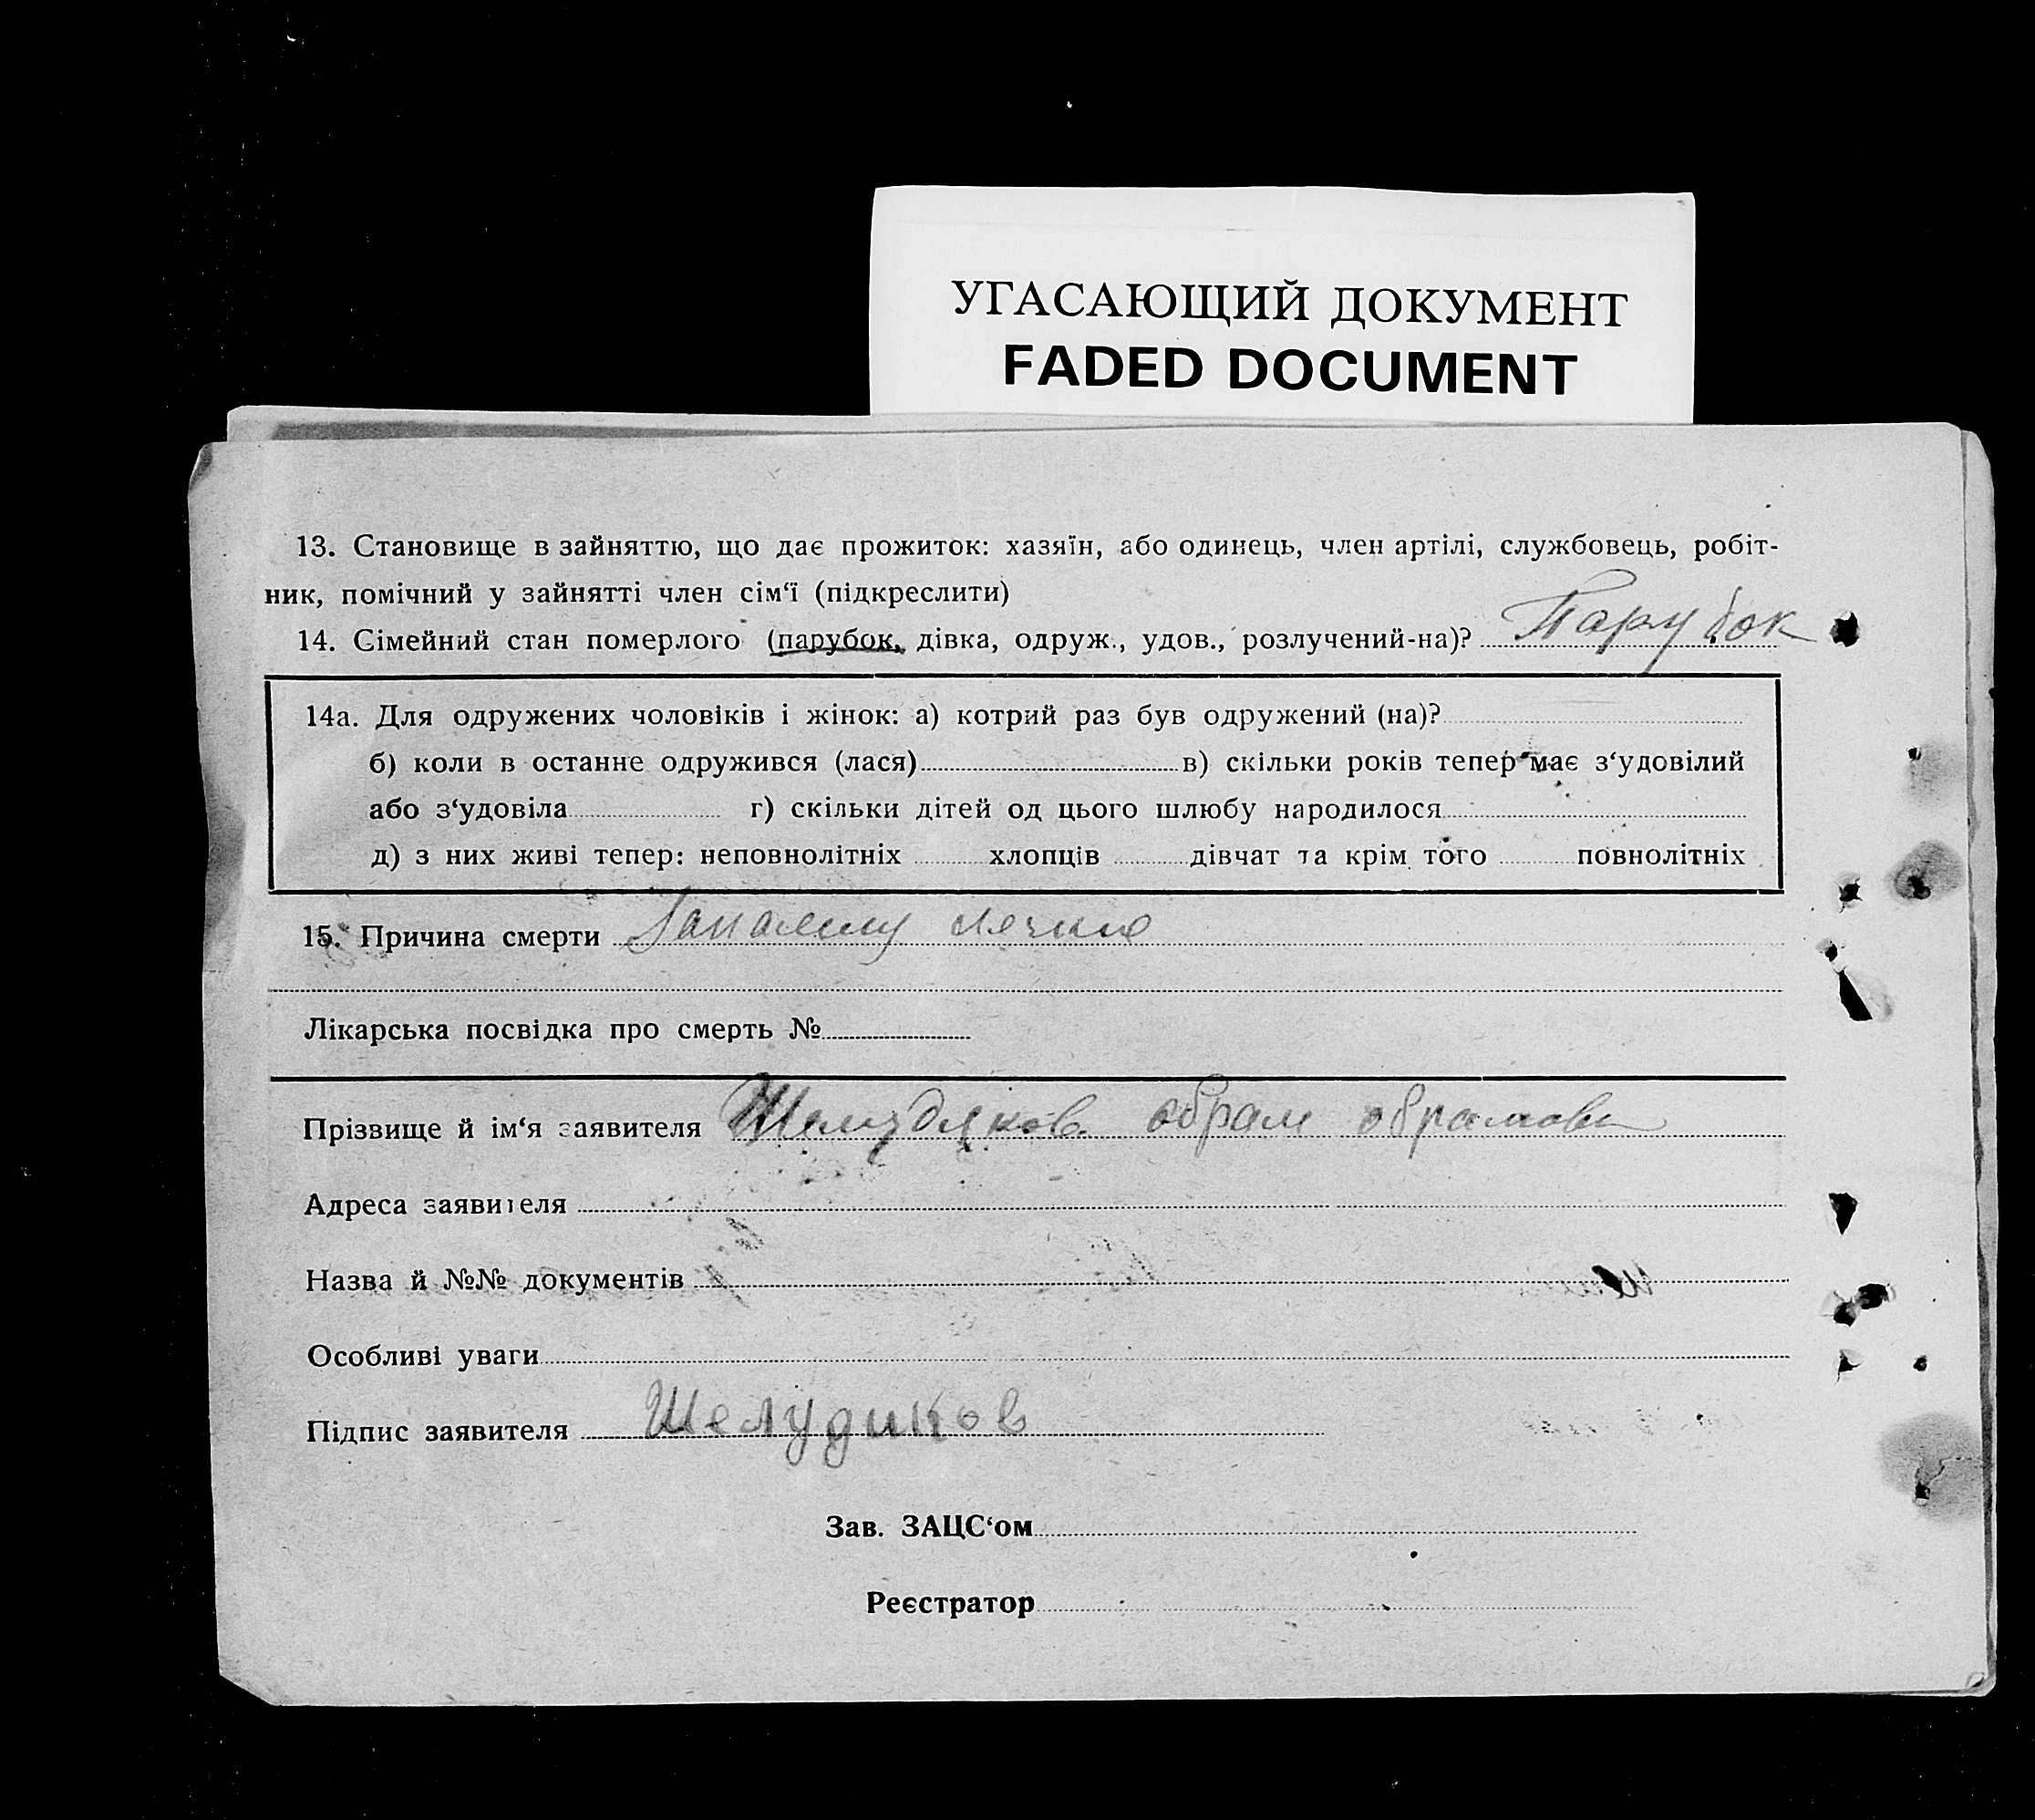 УГАСАЮЩИЙ ДОКУМЕНТ
FADED DOCUMENT
13. Становище в зайняттю, що дає прожиток: хазяїн, або одинець, член артілі, службовець, робіт-
ник, помічний у зайнятті член сім‘ї (підкреслити)
14. Сімейний стан померлого (парубок, дівка, одруж., удов., розлучений-на)? Парубок
14а. Для одружених чоловіків і жінок: а) котрий раз був одружений (на)?
б) коли в останнє одружився (лася) в) скільки років тепер має з‘удовілий
або з‘удовіла г) скільки дітей од цього шлюбу народилося
д) з них живі тепер: неповнолітніх хлопців дівчат та крім того повнолітніх
15. Причина смерти
Лікарська посвідка про смерть №
Прізвище й ім‘я заявителя Шелудяков обрам
Адреса заявителя
Назва й №№ документів
Особливі уваги
Підпис заявителя Шелудиков
Зав. ЗАЦС‘ом
Реєстратор